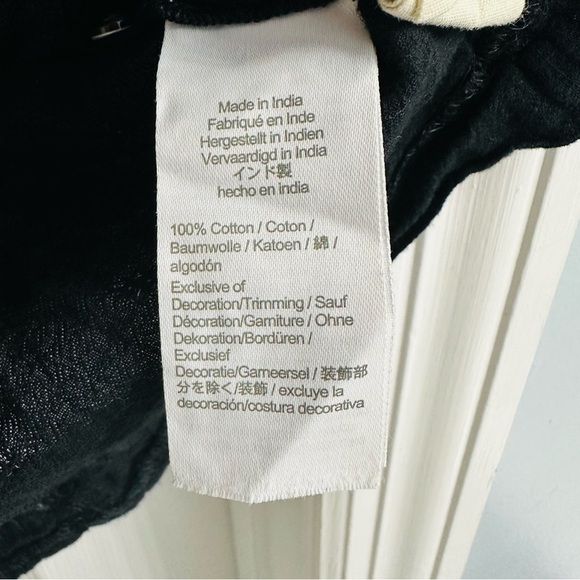 Made in India
Fabriqué en Inde
Hergestellt in Indien
Vervaardigd in India
インド製
hecho en india
100% Cotton / Coton /
Baumwolle / Katoen / 綿 /
algodón
Exclusive of
Decoration/Trimming / Sauf
Décoration/Garniture / Ohne
Dekoration/Bordüren /
Exclusief
Decoratie/Garneersel / 装飾部
分を除く/装飾 / excluye la
decoración/costura decorativa